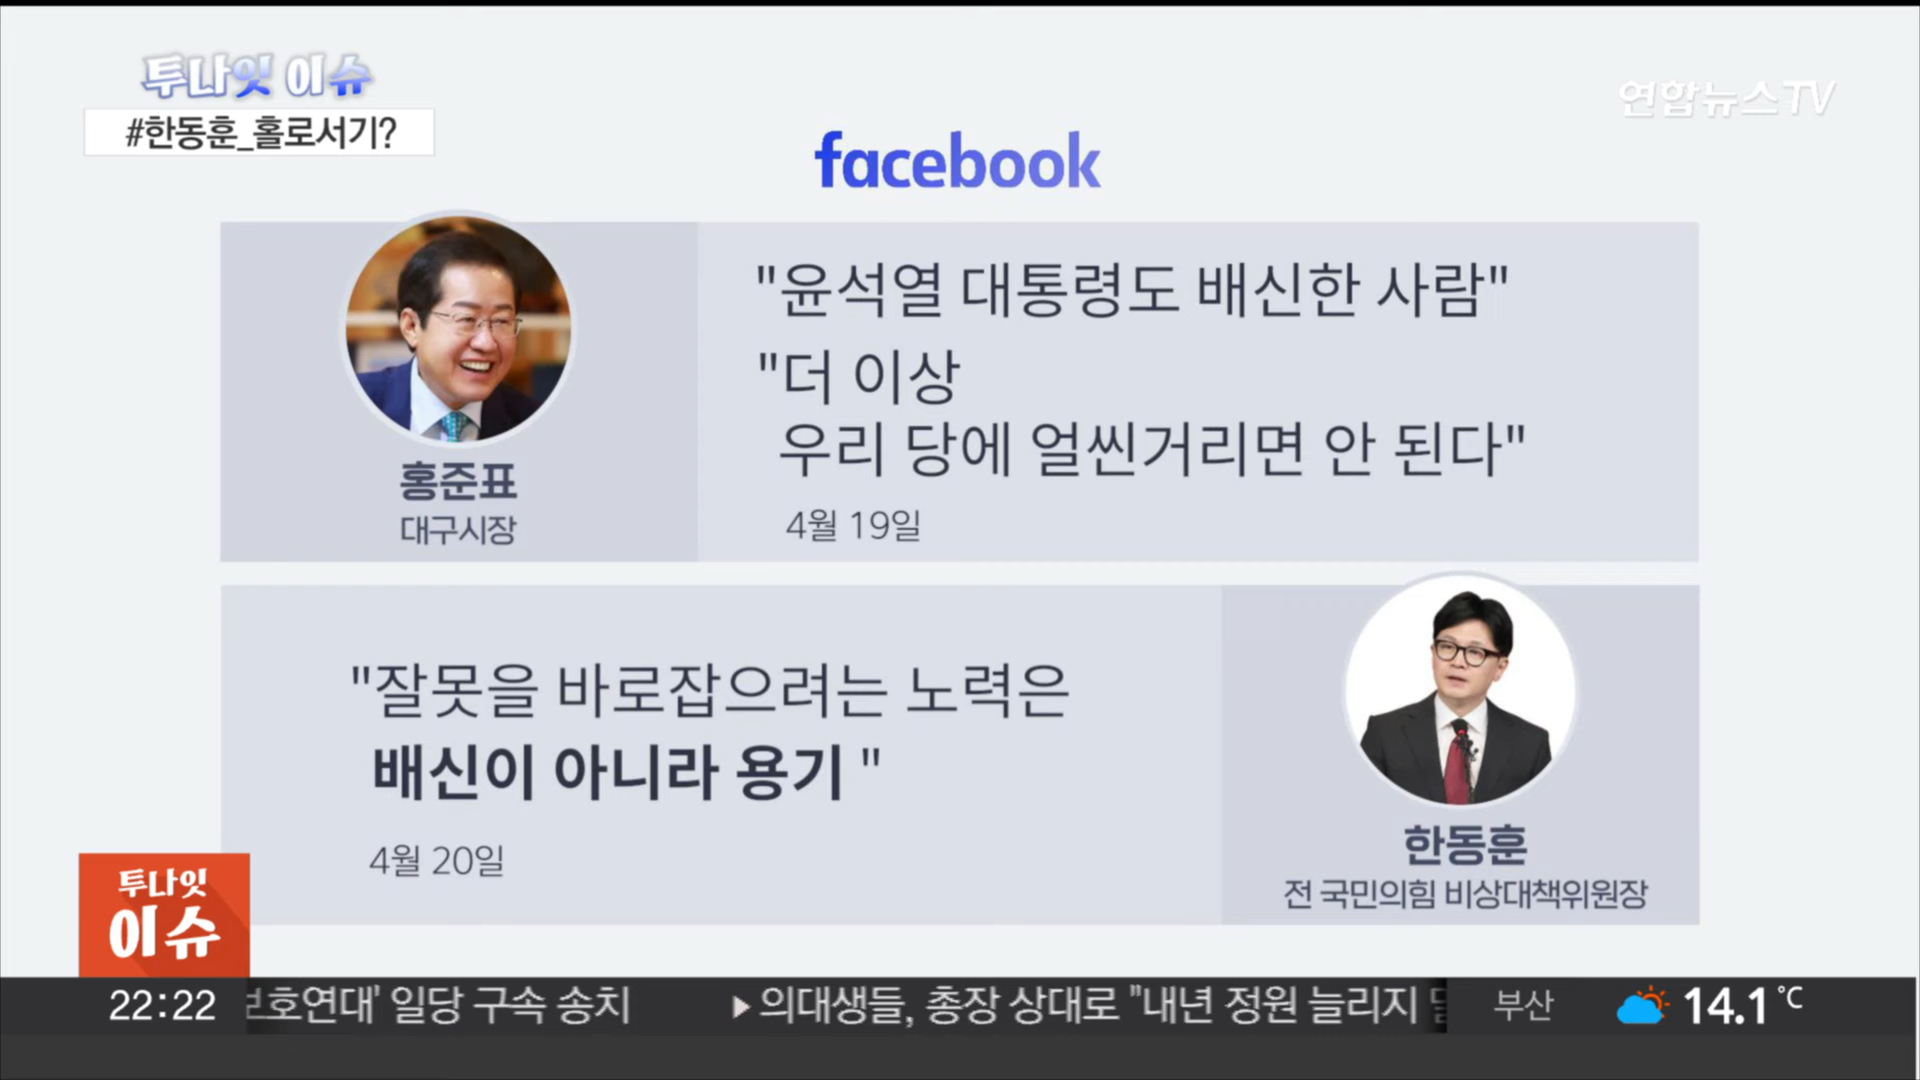 투나잇 이슈
#한동훈_홀로서기?
연합뉴스TV
facebook
"윤석열 대통령도 배신한 사람"
"더 이상
우리 당에 얼씬거리면 안 된다"
4월 19일
홍준표
대구시장
"잘못을 바로잡으려는 노력은
배신이 아니라 용기 "
4월 20일
한동훈
전 국민의힘 비상대책위원장
투나잇
이슈
22:22 보호연대' 일당 구속 송치 ▶의대생들, 총장 상대로 "내년 정원 늘리지 부산 14.1℃